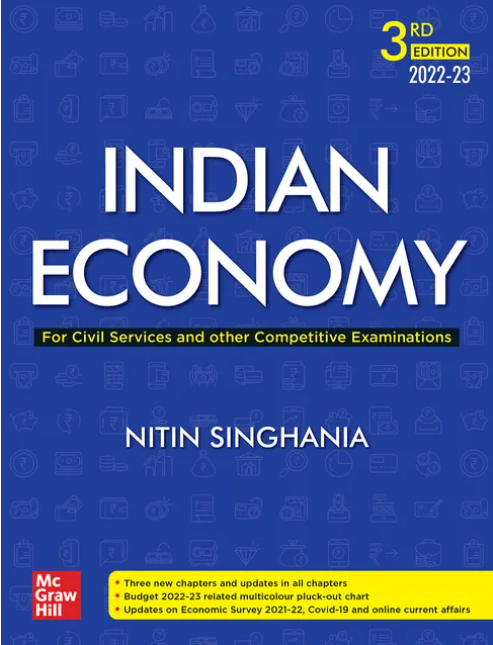 3RD
EDITION
2022-23
INDIAN
ECONOMY
For Civil Services and other Competitive Examinations
NITIN SINGHANIA
Mc
Graw
Hill
• Three new chapters and updates in all chapters
• Budget 2022-23 related multicolour pluck-out chart
• Updates on Economic Survey 2021-22, Covid-19 and online current affairs